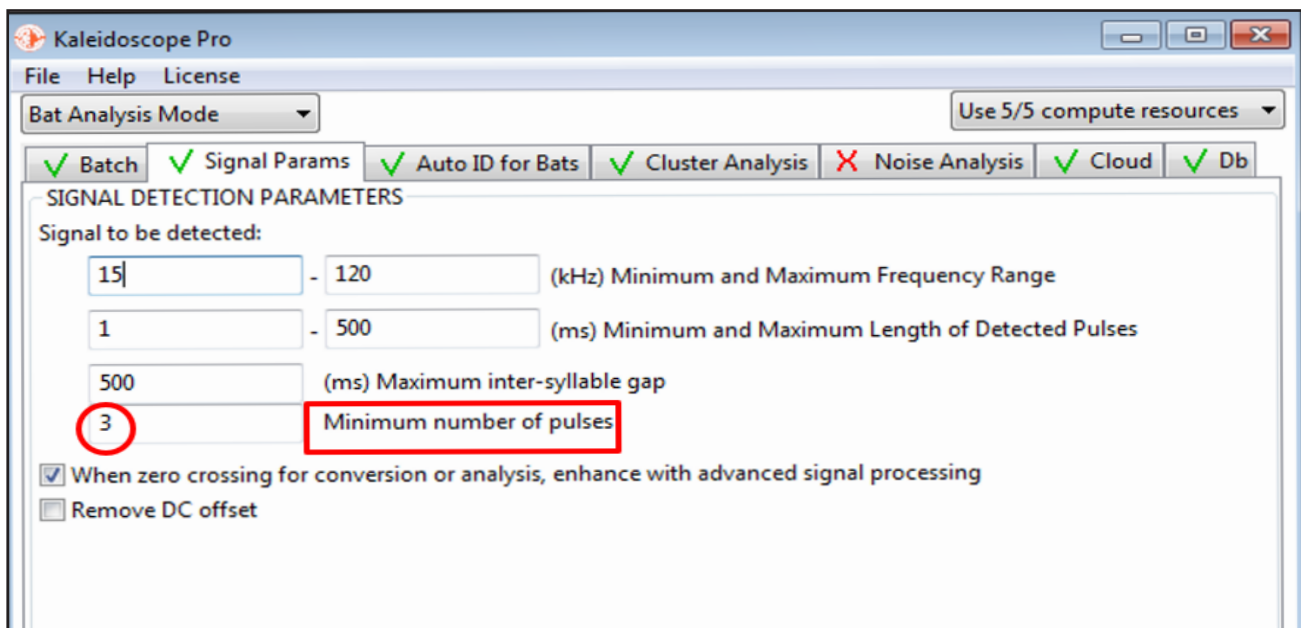 Kaleidoscope Pro
File Help License
Bat Analysis Mode Use 5/5 compute resources
Batch Signal Params Auto ID for Bats Cluster Analysis Noise Analysis Cloud Db
SIGNAL DETECTION PARAMETERS
Signal to be detected:
15 - 120 (kHz) Minimum and Maximum Frequency Range
1 - 500 (ms) Minimum and Maximum Length of Detected Pulses
500 (ms) Maximum inter-syllable gap
3 Minimum number of pulses
When zero crossing for conversion or analysis, enhance with advanced signal processing
Remove DC offset